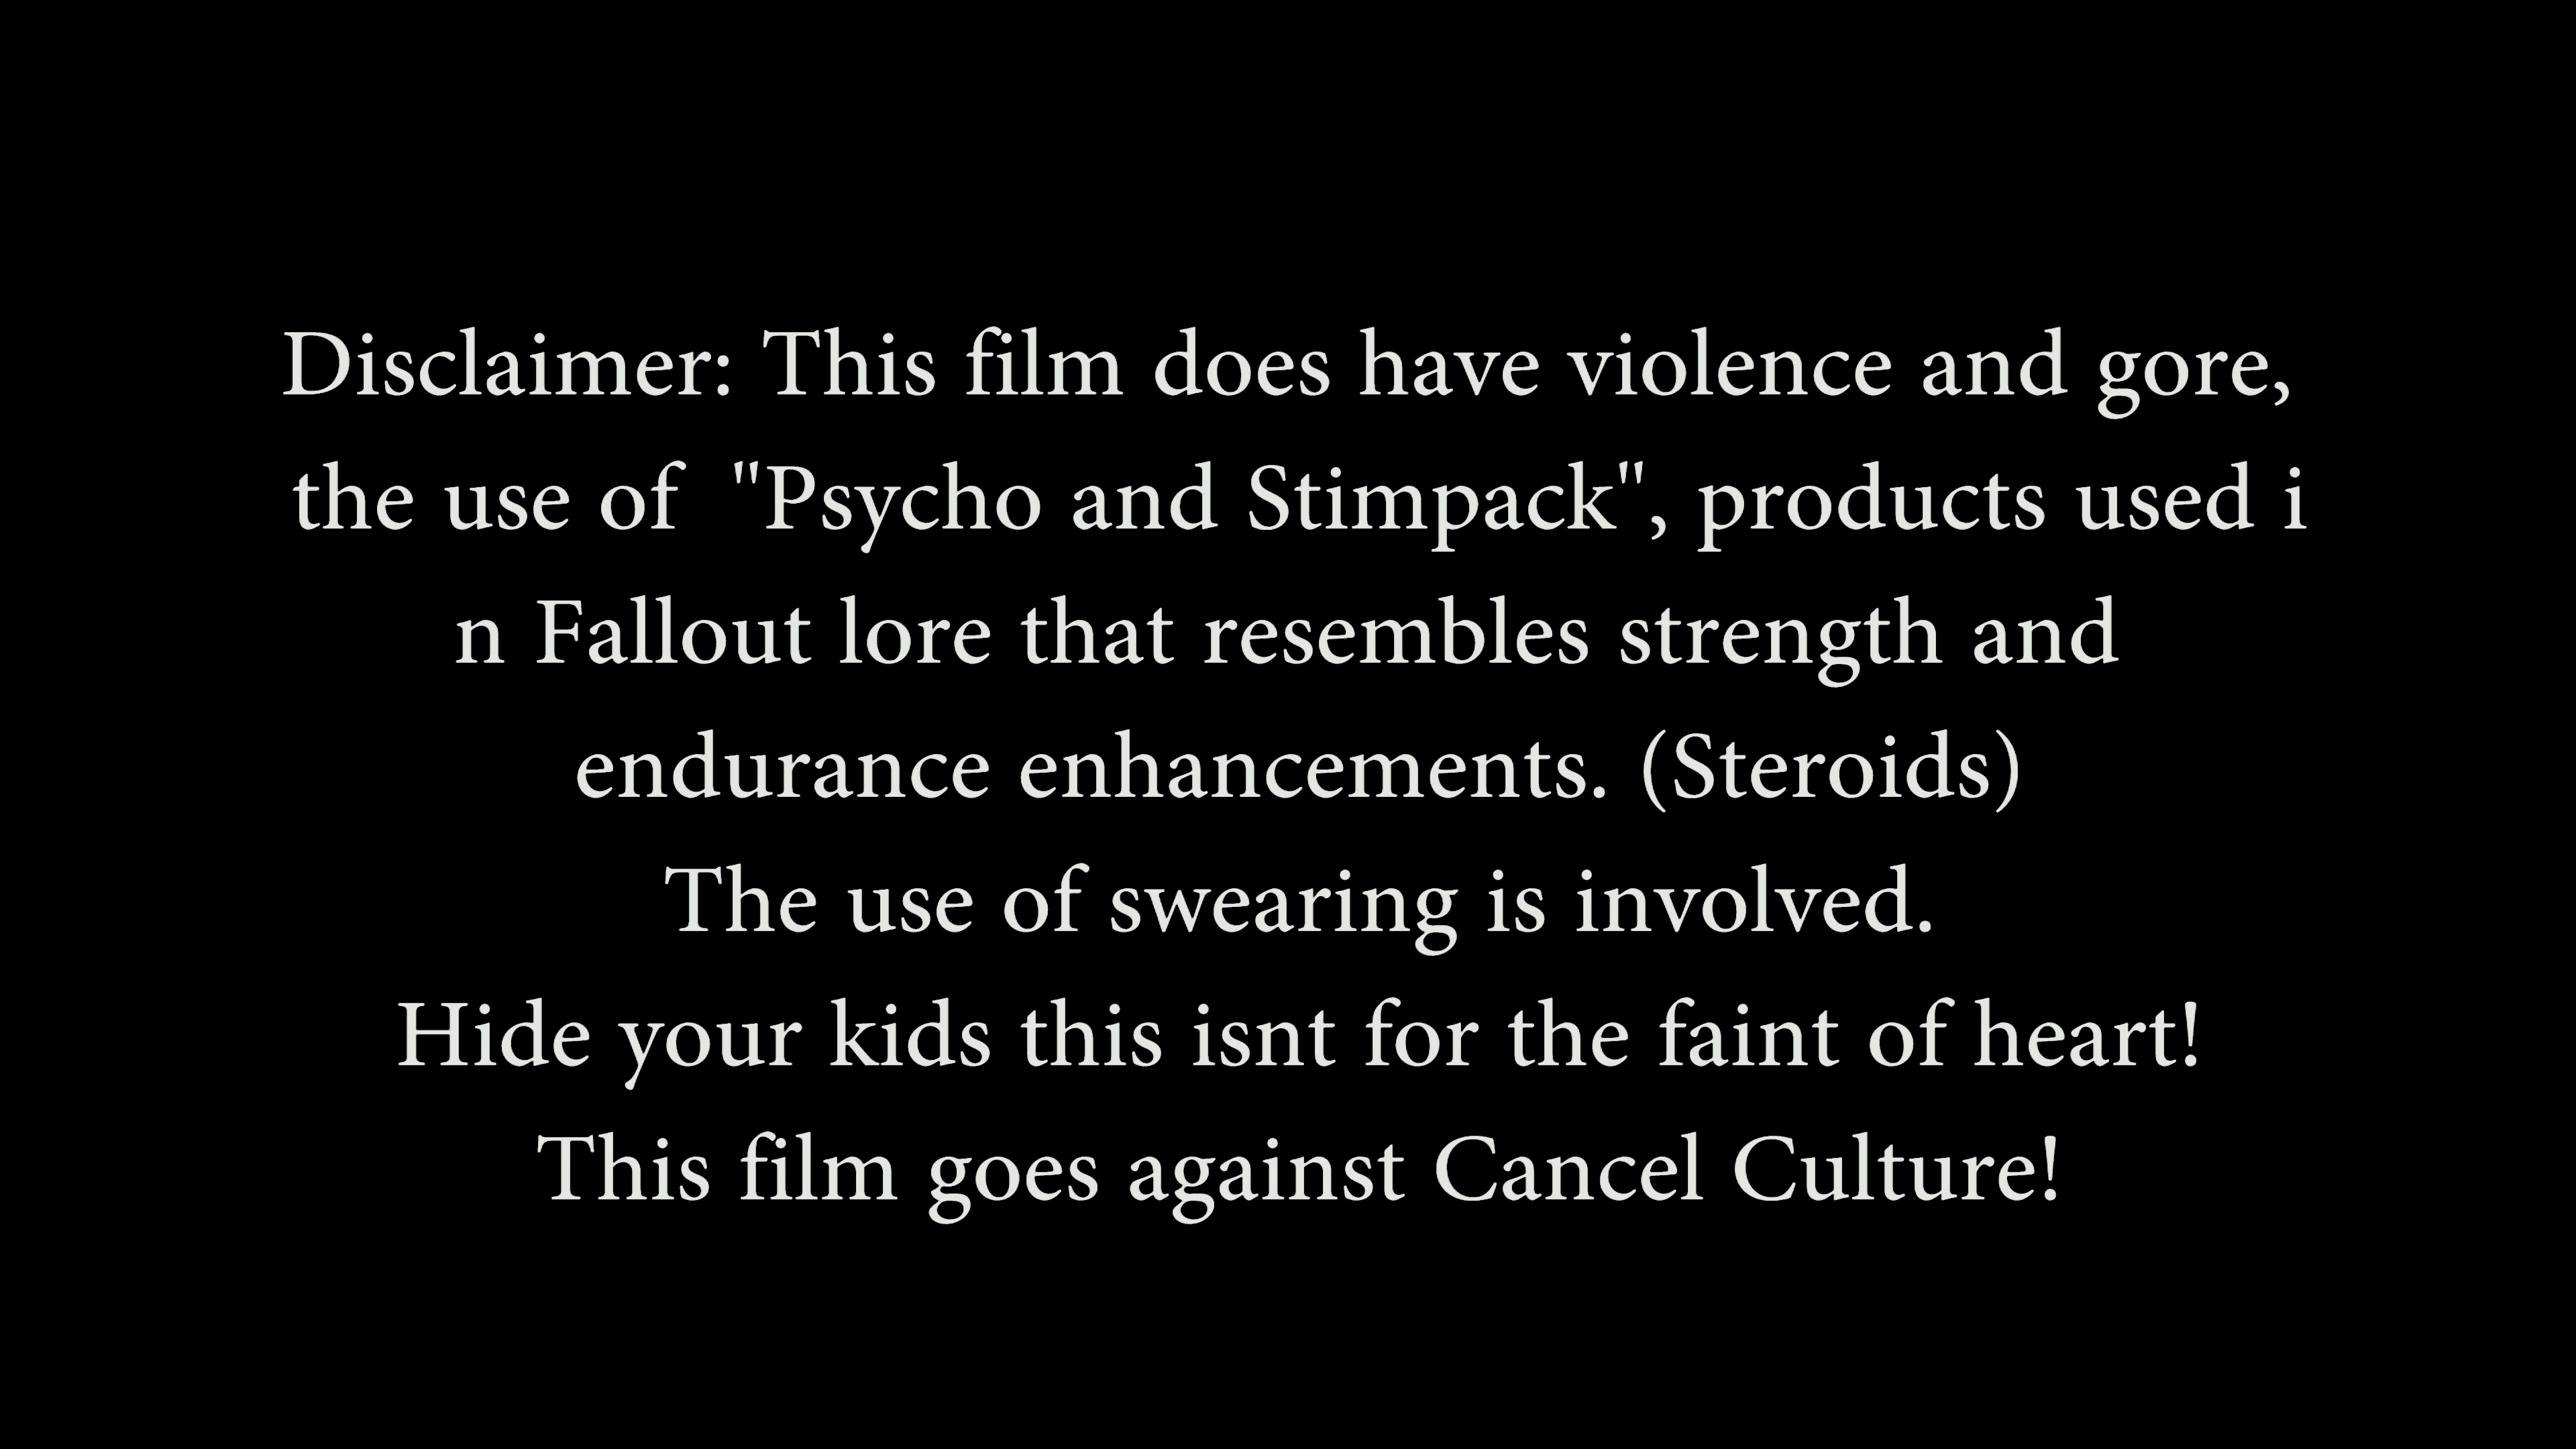 Disclaimer: This film does have violence and gore,
the use of  "Psycho and Stimpack", products used i
n Fallout lore that resembles strength and
endurance enhancements. (Steroids)
The use of swearing is involved.
Hide your kids this isnt for the faint of heart!
This film goes against Cancel Culture!